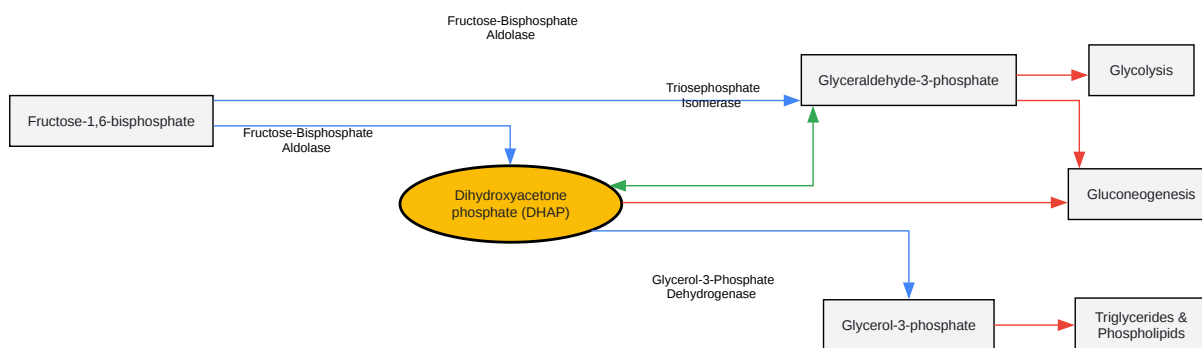 Fructose-Bisphosphate
Aldolase
Glycolysis
Glyceraldehyde-3-phosphate
Triosephosphate
Isomerase
Fructose-1,6-bisphosphate
Fructose-Bisphosphate
Aldolase
Dihydroxyacetone
phosphate (DHAP)
Gluconeogenesis
Glycerol-3-Phosphate
Dehydrogenase
Glycerol-3-phosphate
Triglycerides &
Phospholipids